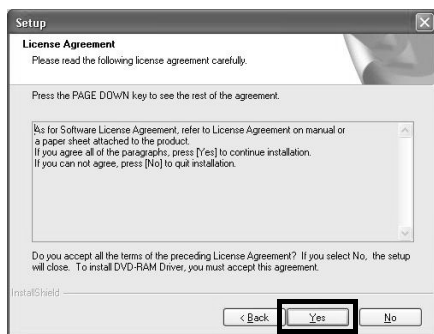 Setup
License Agreement
Please read the following license agreement carefully.
Press the PAGE DOWN key to see the rest of the agreement.
As for Software License Agreement, refer to License Agreement on manual or
a paper sheet attached to the product.
If you agree all of the paragraphs, press [Yes] to continue installation.
If you can not agree, press [No] to quit installation.
Do you accept all the terms of the preceding License Agreement? If you select No, the setup
will close. To install DVD-RAM Driver, you must accept this agreement.
InstallShield
< Back Yes No